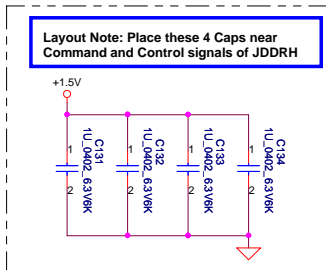 Layout Note: Place these 4 Caps near
Command and Control signals of JDDRH
+1.5V
1
2
C131
1U_0402_6.3V6K
1
2
C132
1U_0402_6.3V6K
1
2
C133
1U_0402_6.3V6K
1
2
C134
1U_0402_6.3V6K